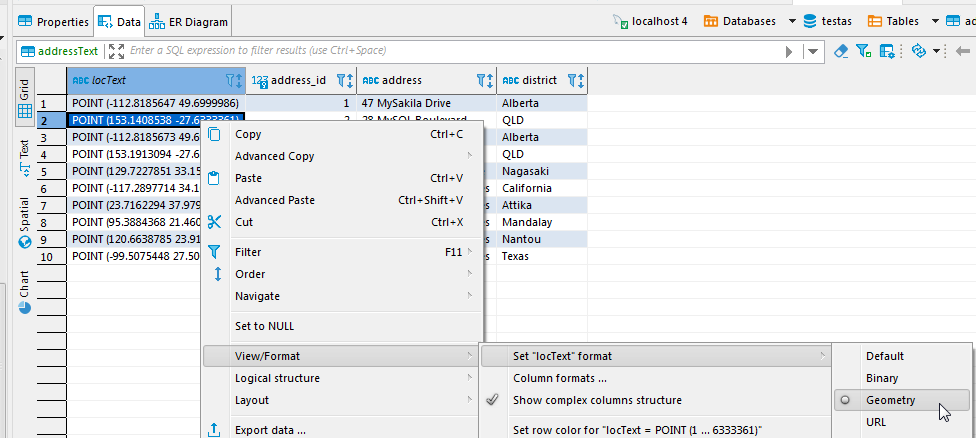 Properties Data ER Diagram localhost 4 Databases testas Tables ad
addressText Enter a SQL expression to filter results (use Ctrl+Space)
Grid
Text
Spatial
Chart
ABC locText 123 address_id ABC address ABC district
1 POINT (-112.8185647 49.6999986) 1 47 MySakila Drive Alberta
2 POINT (153.1408538 -27.6333361) 2 28 MySQL Boulevard QLD
3 POINT (-112.8185673 49.6 Alberta
4 POINT (153.1913094 -27.6 QLD
5 POINT (129.7227851 33.15 Nagasaki
6 POINT (-117.2897714 34.1 s California
7 POINT (23.7162294 37.979 s Attika
8 POINT (95.3884368 21.460 s Mandalay
9 POINT (120.6638785 23.91 s Nantou
10 POINT (-99.5075448 27.50 s Texas
Copy Ctrl+C
Advanced Copy
Paste Ctrl+V
Advanced Paste Ctrl+Shift+V
Cut Ctrl+X
Filter F11
Order
Navigate
Set to NULL
View/Format
Logical structure
Layout
Export data ...
Set "locText" format
Column formats ...
Show complex columns structure
Set row color for "locText = POINT (1 ... 6333361)"
Default
Binary
Geometry
URL